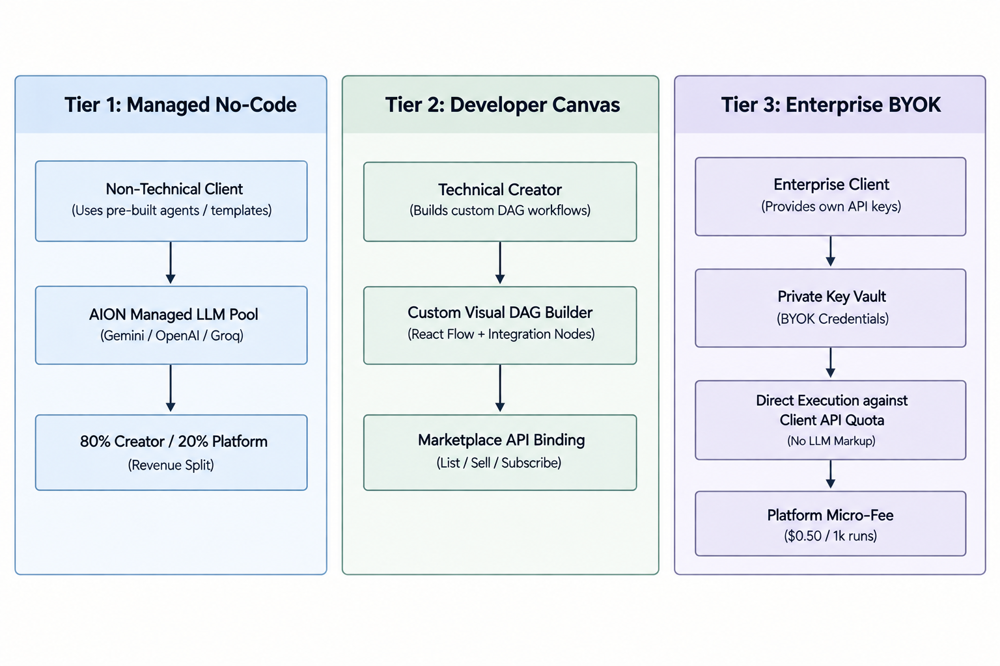 Tier 1: Managed No-Code
Non-Technical Client
(Uses pre-built agents / templates)
AION Managed LLM Pool
(Gemini / OpenAI / Groq)
80% Creator / 20% Platform
(Revenue Split)
Tier 2: Developer Canvas
Technical Creator
(Builds custom DAG workflows)
Custom Visual DAG Builder
(React Flow + Integration Nodes)
Marketplace API Binding
(List / Sell / Subscribe)
Tier 3: Enterprise BYOK
Enterprise Client
(Provides own API keys)
Private Key Vault
(BYOK Credentials)
Direct Execution against
Client API Quota
(No LLM Markup)
Platform Micro-Fee
($0.50 / 1k runs)